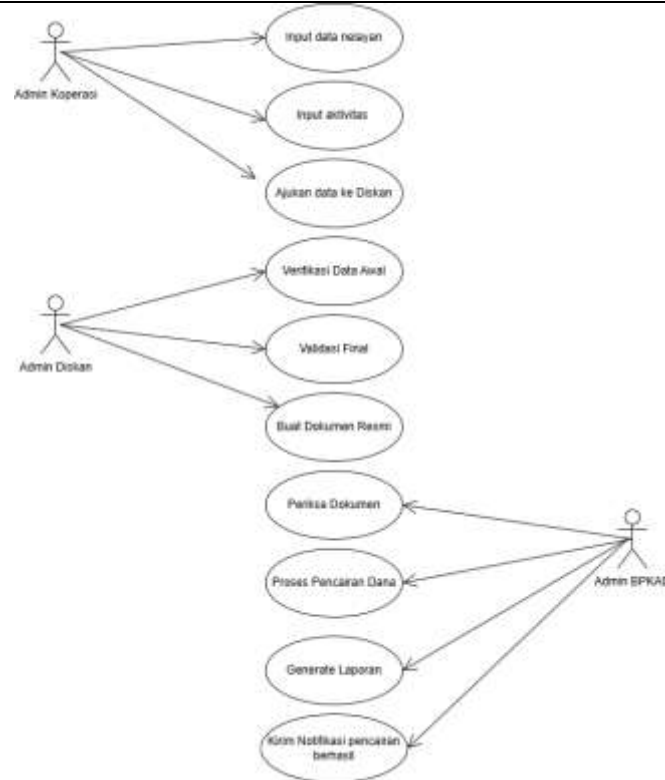 Input data nelayan
Admin Koperasi
Input aktivitas
Ajukan data ke Diskan
Verifikasi Data Awal
Admin Diskan
Validasi Final
Buat Dokumen Resmi
Periksa Dokumen
Proses Pencairan Dana
Admin BPKAD
Generate Laporan
Kirim Notifikasi pencairan
berhasil